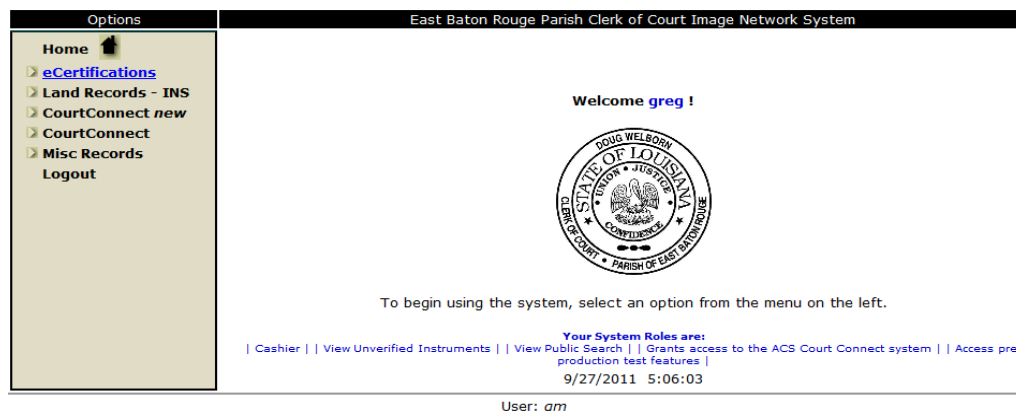 Options
East Baton Rouge Parish Clerk of Court Image Network System
Home
eCertifications
Land Records - INS
CourtConnect new
CourtConnect
Misc Records
Logout
Welcome greg !
DOUG WELBORN
CLERK OF COURT • PARISH OF EAST BATON ROUGE
STATE OF LOUISIANA
UNION • JUSTICE
CONFIDENCE
To begin using the system, select an option from the menu on the left.
Your System Roles are:
| Cashier | | View Unverified Instruments | | View Public Search | | Grants access to the ACS Court Connect system | | Access pre
production test features |
9/27/2011 5:06:03
User: gm